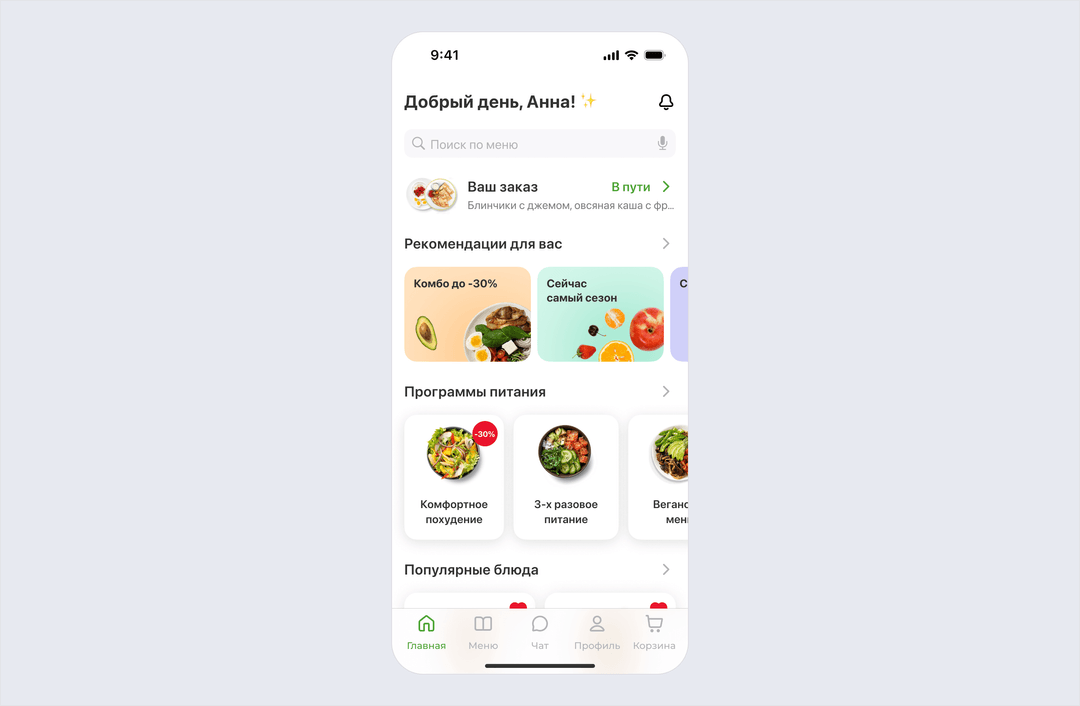 9:41
Добрый день, Анна! ✨
Поиск по меню
Ваш заказ
В пути
Блинчики с джемом, овсяная каша с фр...
Рекомендации для вас
Комбо до -30%
Сейчас
самый сезон
С
Программы питания
-30%
Комфортное
похудение
3-х разовое
питание
Популярные блюда
Главная
Меню
Чат
Профиль
Корзина